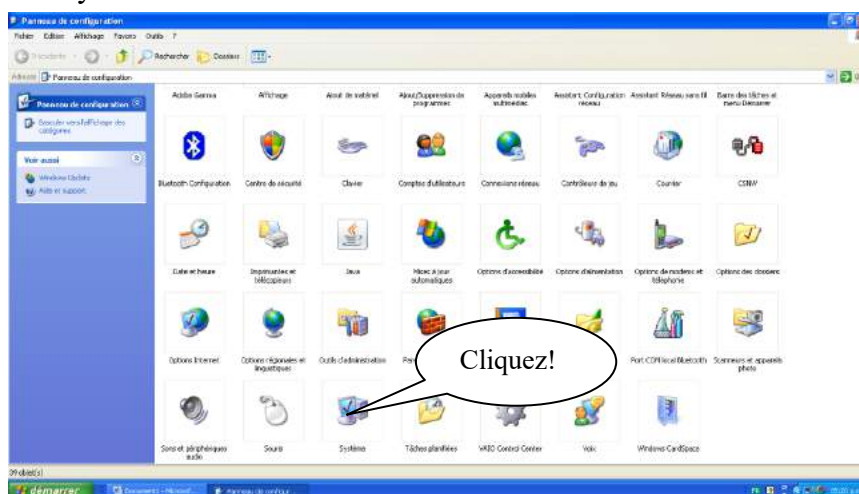 Panneau de configuration
Fichier Edition Affichage Favoris Outils ?
Précédente
Rechercher Dossiers
Adresse Panneau de configuration
Panneau de configuration
Basculer vers l'affichage des
catégories
Voir aussi
Windows Update
Aide et support
Adobe Gamma Affichage Ajout de matériel Ajout/Suppression de Appareils mobiles Assistant Configuration Assistant Réseau sans fil Barre des tâches et
programmes multimédias réseau menu Démarrer
Bluetooth Configuration Centre de sécurité Clavier Comptes d'utilisateurs Connexions réseau Contrôleurs de jeu Courrier CSNW
Date et heure Imprimantes et Java Mises à jour Options d'accessibilité Options d'alimentation Options de modems et Options des dossiers
télécopieurs automatiques téléphonie
Options Internet Options régionales et Outils d'administration Port COM local Bluetooth Scanneurs et appareils
linguistiques photo
Cliquez!
Sons et périphériques Souris Système Tâches planifiées VAIO Control Center Voix Windows CardSpace
audio
39 objet(s)
démarrer Panneau de configur...